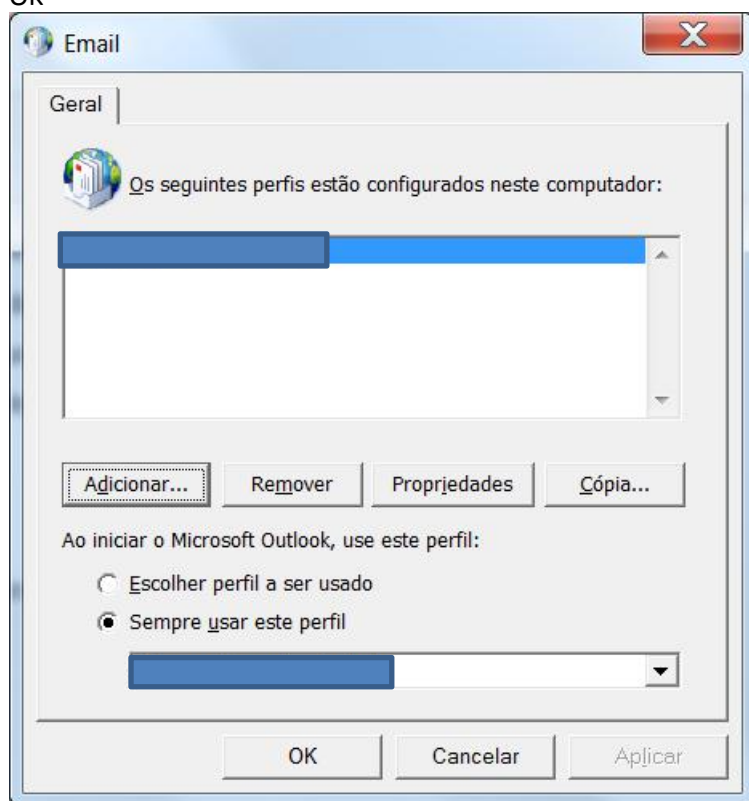 OK
Email
Geral
Os seguintes perfis estão configurados neste computador:
Adicionar... Remover Propriedades Cópia...
Ao iniciar o Microsoft Outlook, use este perfil:
Escolher perfil a ser usado
Sempre usar este perfil
OK Cancelar Aplicar